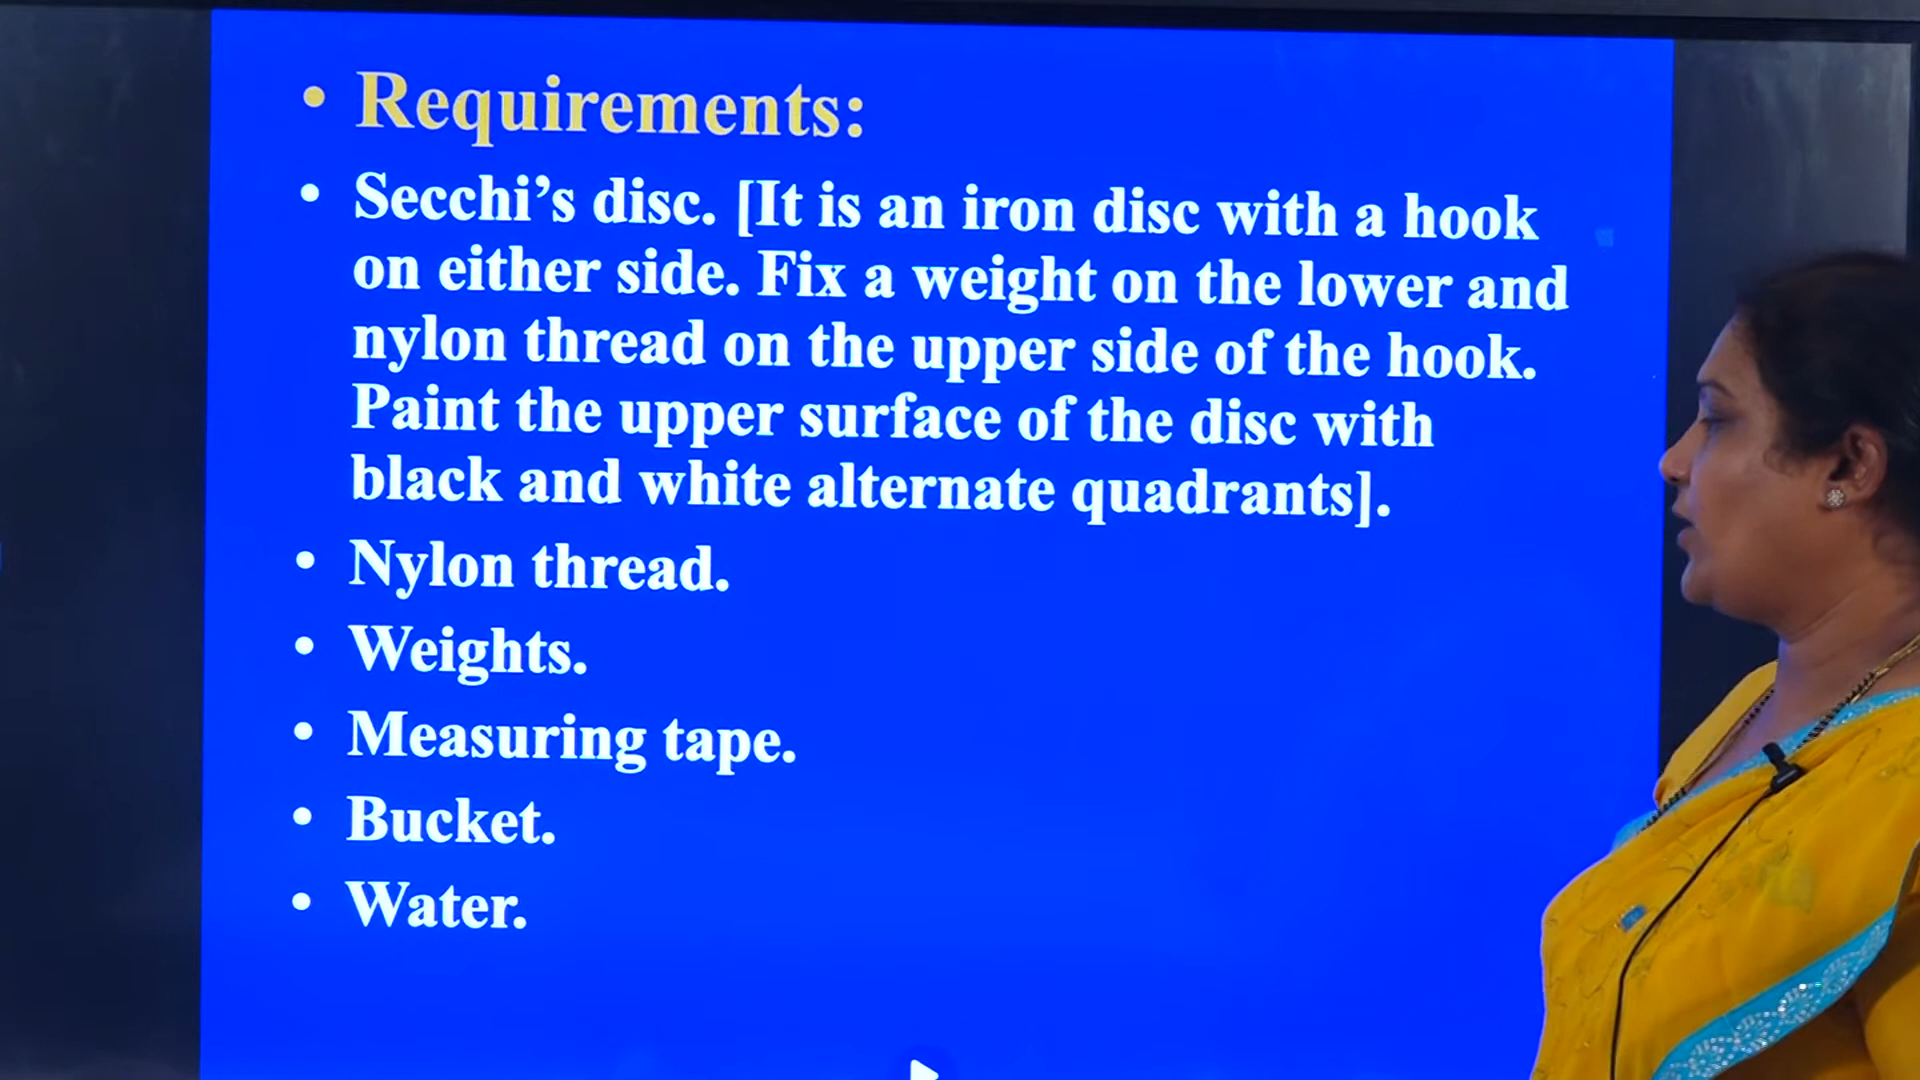 • Requirements:
• Secchi’s disc. [It is an iron disc with a hook
on either side. Fix a weight on the lower and
nylon thread on the upper side of the hook.
Paint the upper surface of the disc with
black and white alternate quadrants].
• Nylon thread.
• Weights.
• Measuring tape.
• Bucket.
• Water.